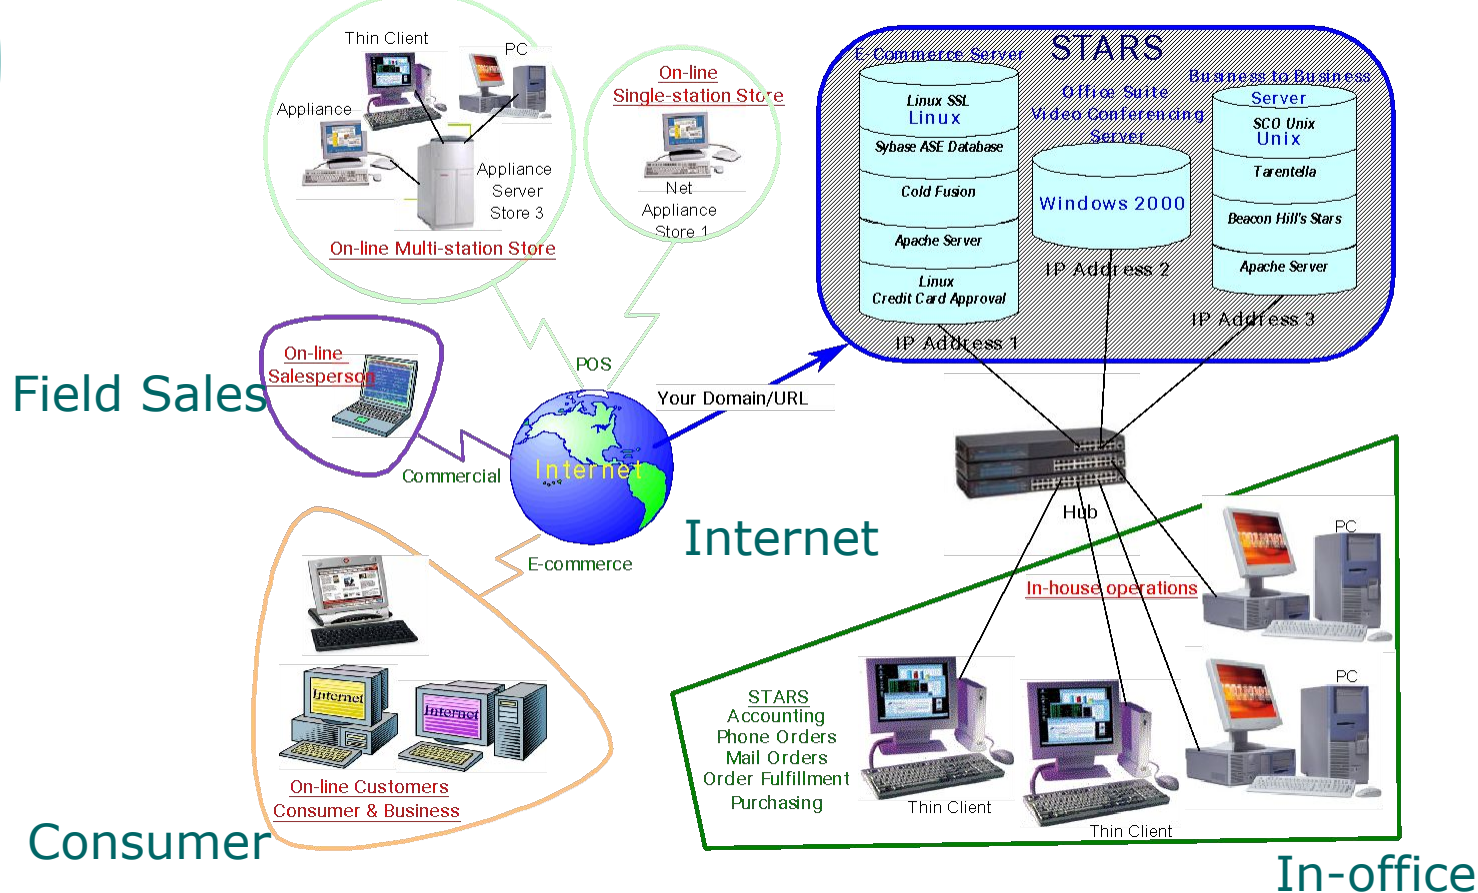 Thin Client
PC
Appliance
Appliance
Server
Store 3
On-line Multi-station Store
On-line
Single-station Store
Net
Appliance
Store 1
STARS
E-Commerce Server
Linux SSL
Linux
Sybase ASE Database
Cold Fusion
Apache Server
Linux
Credit Card Approval
IP Address 1
Office Suite
Video Conferencing
Server
Windows 2000
IP Address 2
Business to Business
Server
SCO Unix
Unix
Tarentella
Beacon Hill's Stars
Apache Server
IP Address 3
Field Sales
On-line
Salesperson
Commercial
POS
Your Domain/URL
Internet
E-commerce
Internet
Hub
In-house operations
PC
PC
Internet
Internet
On-line Customers
Consumer & Business
Consumer
STARS
Accounting
Phone Orders
Mail Orders
Order Fulfillment
Purchasing
Thin Client
Thin Client
In-office